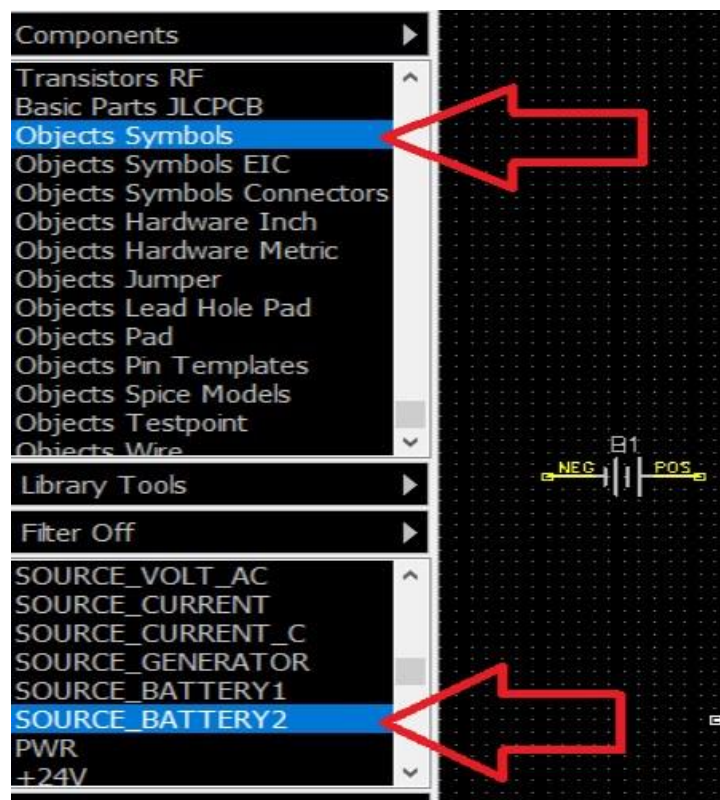 Components
Transistors RF
Basic Parts JLCPCB
Objects Symbols
Objects Symbols EIC
Objects Symbols Connectors
Objects Hardware Inch
Objects Hardware Metric
Objects Jumper
Objects Lead Hole Pad
Objects Pad
Objects Pin Templates
Objects Spice Models
Objects Testpoint
Objects Wire
Library Tools
Filter Off
SOURCE_VOLT_AC
SOURCE_CURRENT
SOURCE_CURRENT_C
SOURCE_GENERATOR
SOURCE_BATTERY1
SOURCE_BATTERY2
PWR
+24V
B1
NEG POS